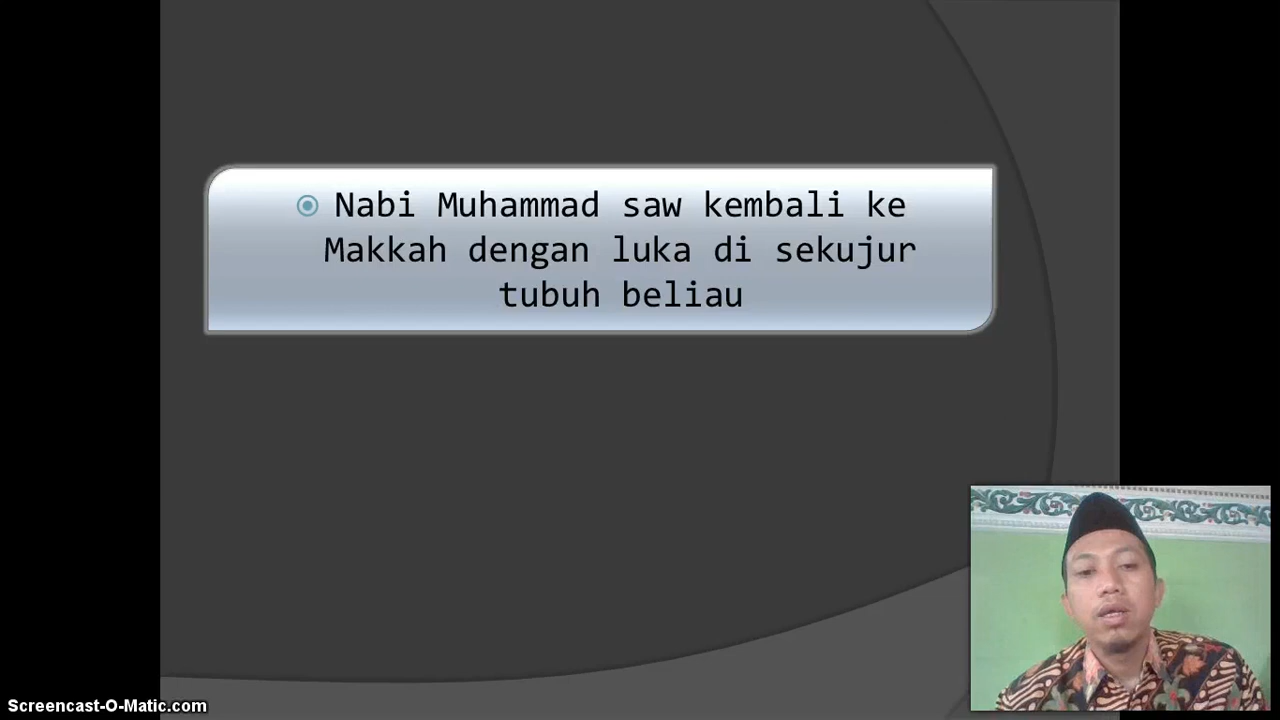 Nabi Muhammad saw kembali ke
Makkah dengan luka di sekujur
tubuh beliau
Screencast-O-Matic.com